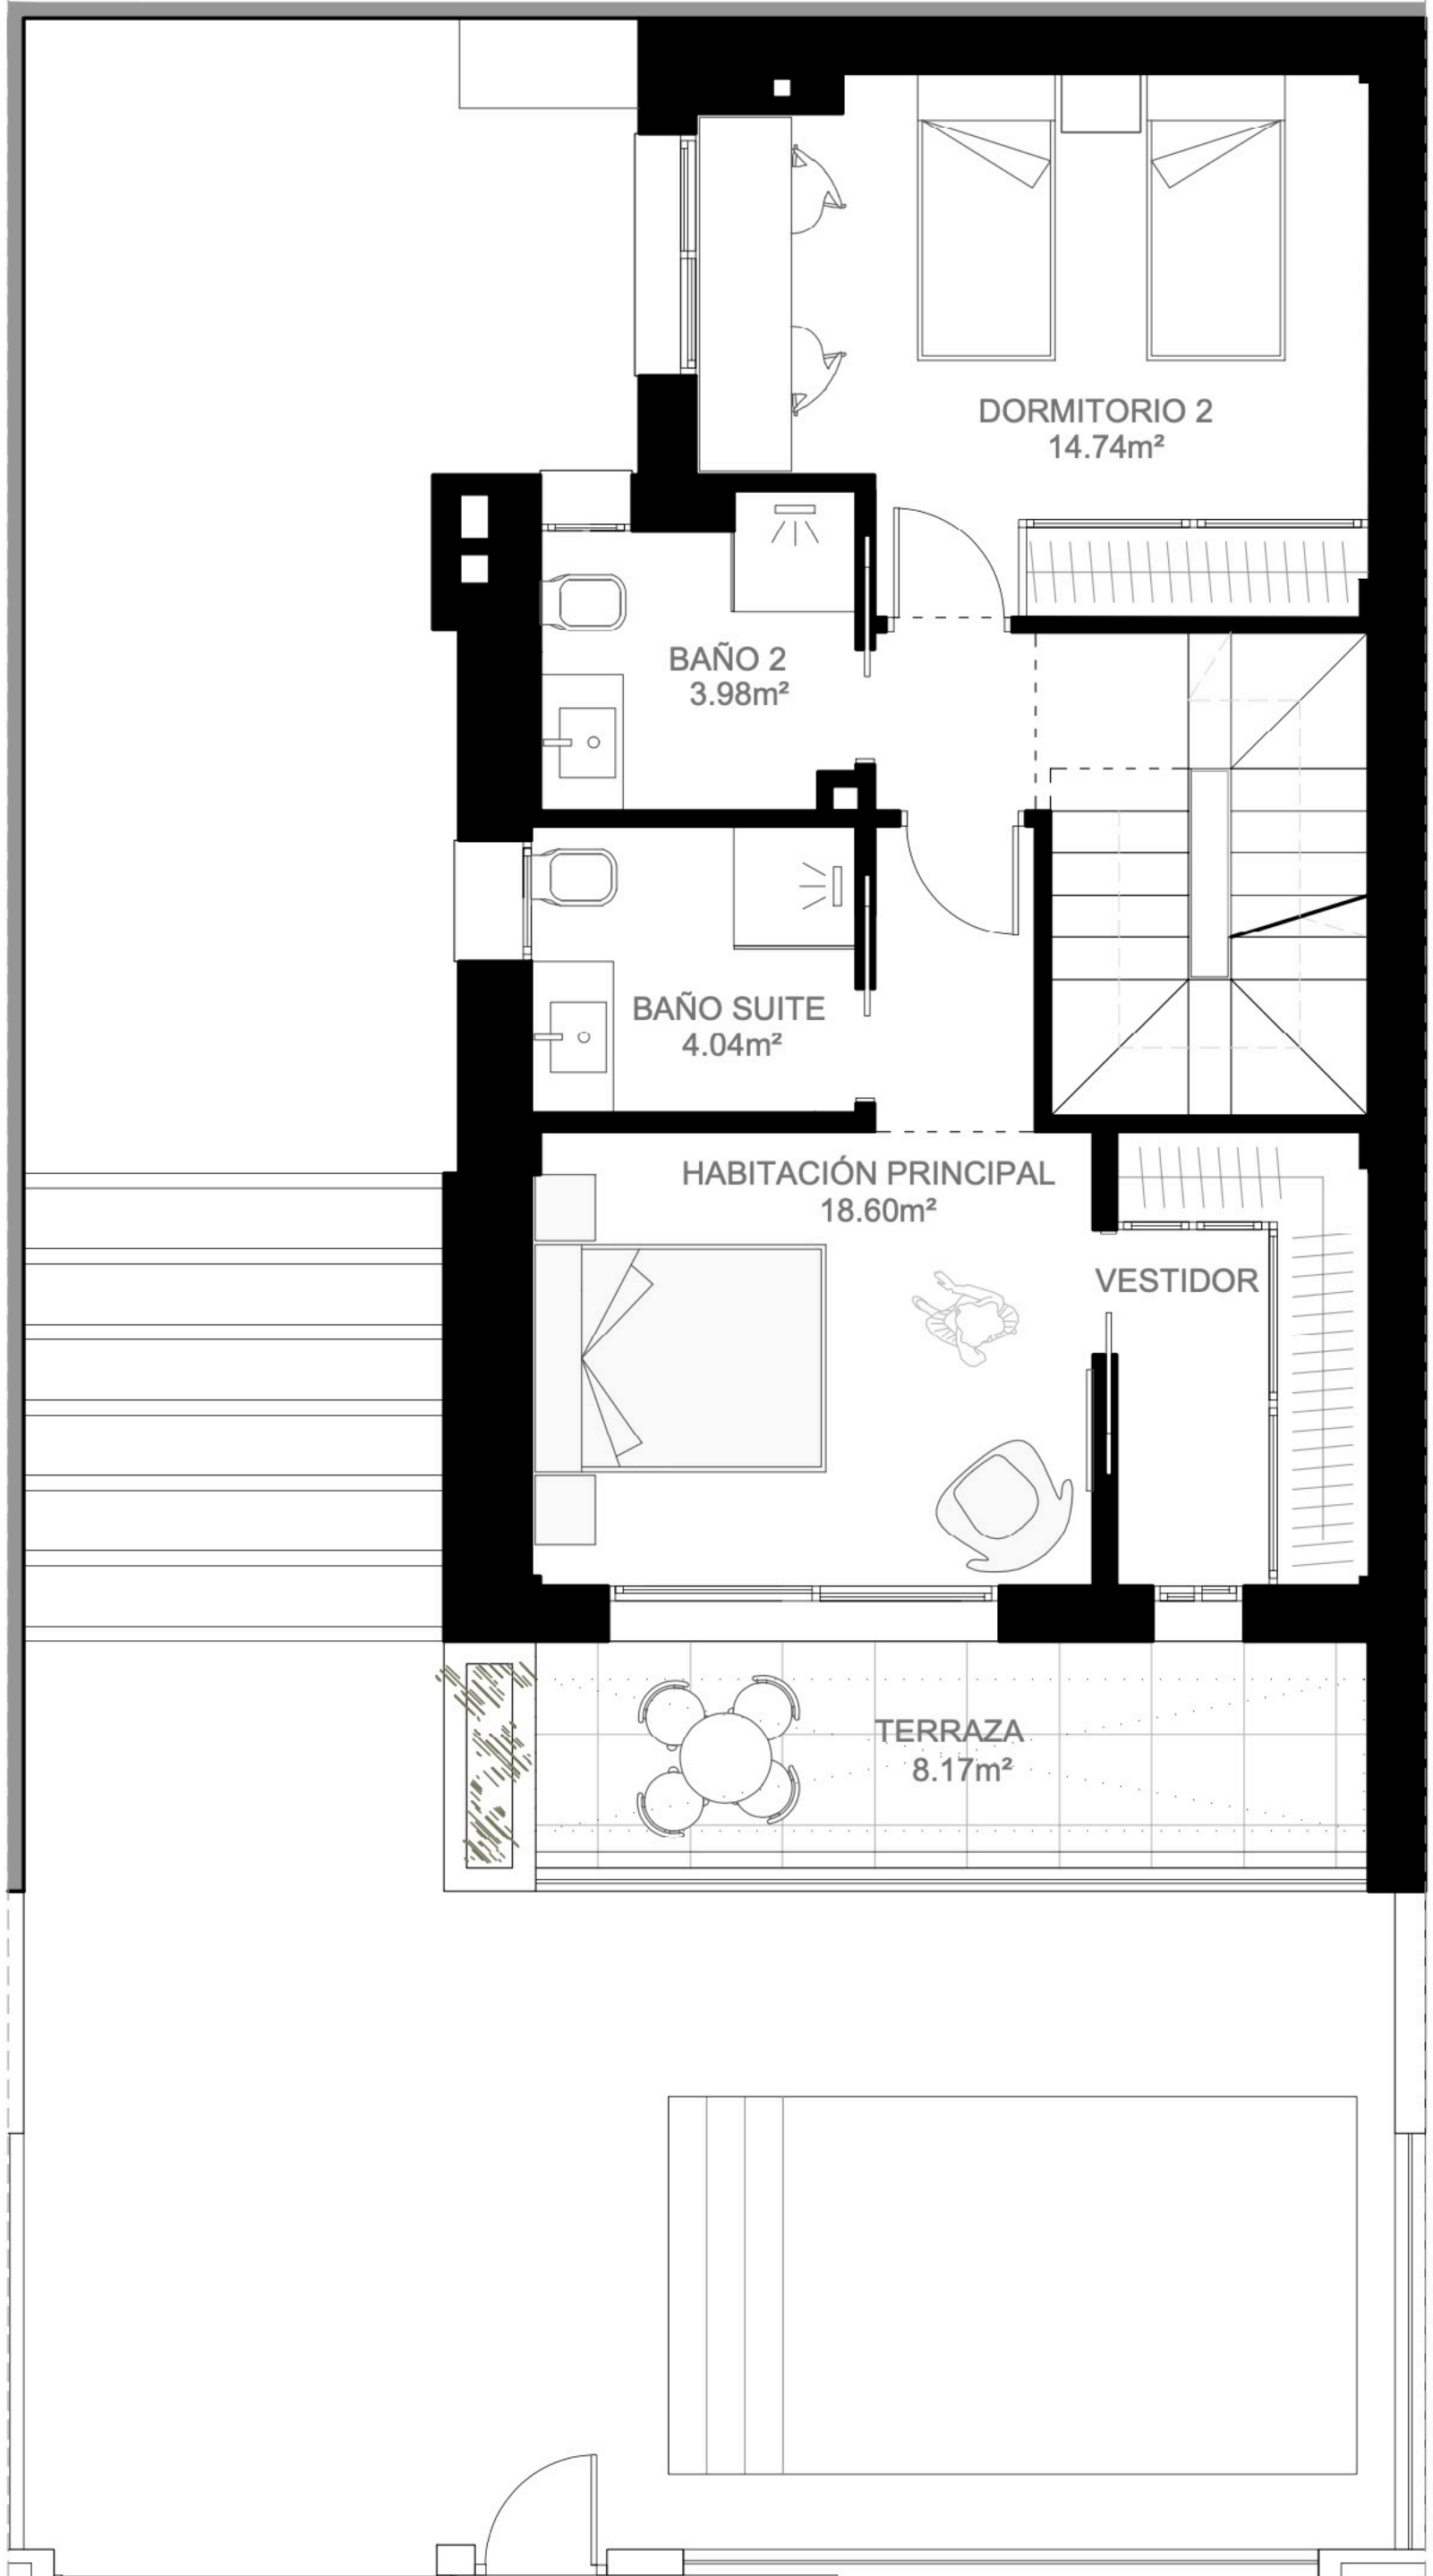 DORMITORIO 2
14.74m²
BAÑO 2
3.98m²
BAÑO SUITE
4.04m²
HABITACIÓN PRINCIPAL
18.60m²
VESTIDOR
TERRAZA
8.17m²